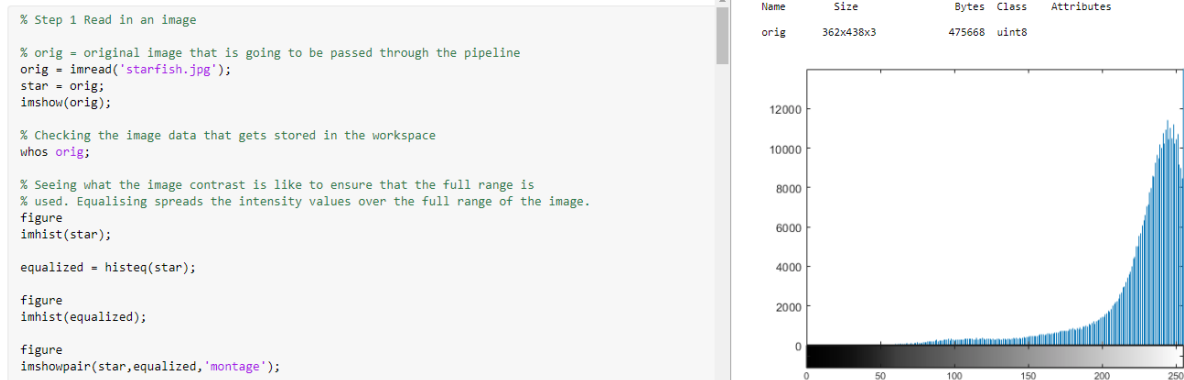 % Step 1 Read in an image
% orig = original image that is going to be passed through the pipeline
orig = imread('starfish.jpg');
star = orig;
imshow(orig);
% Checking the image data that gets stored in the workspace
whos orig;
% Seeing what the image contrast is like to ensure that the full range is
% used. Equalising spreads the intensity values over the full range of the image.
figure
imhist(star);
equalized = histeq(star);
figure
imhist(equalized);
figure
imshowpair(star,equalized,'montage');
Name Size Bytes Class Attributes
orig 362x438x3 475668 uint8
12000
10000
8000
6000
4000
2000
0
0 50 100 150 200 250